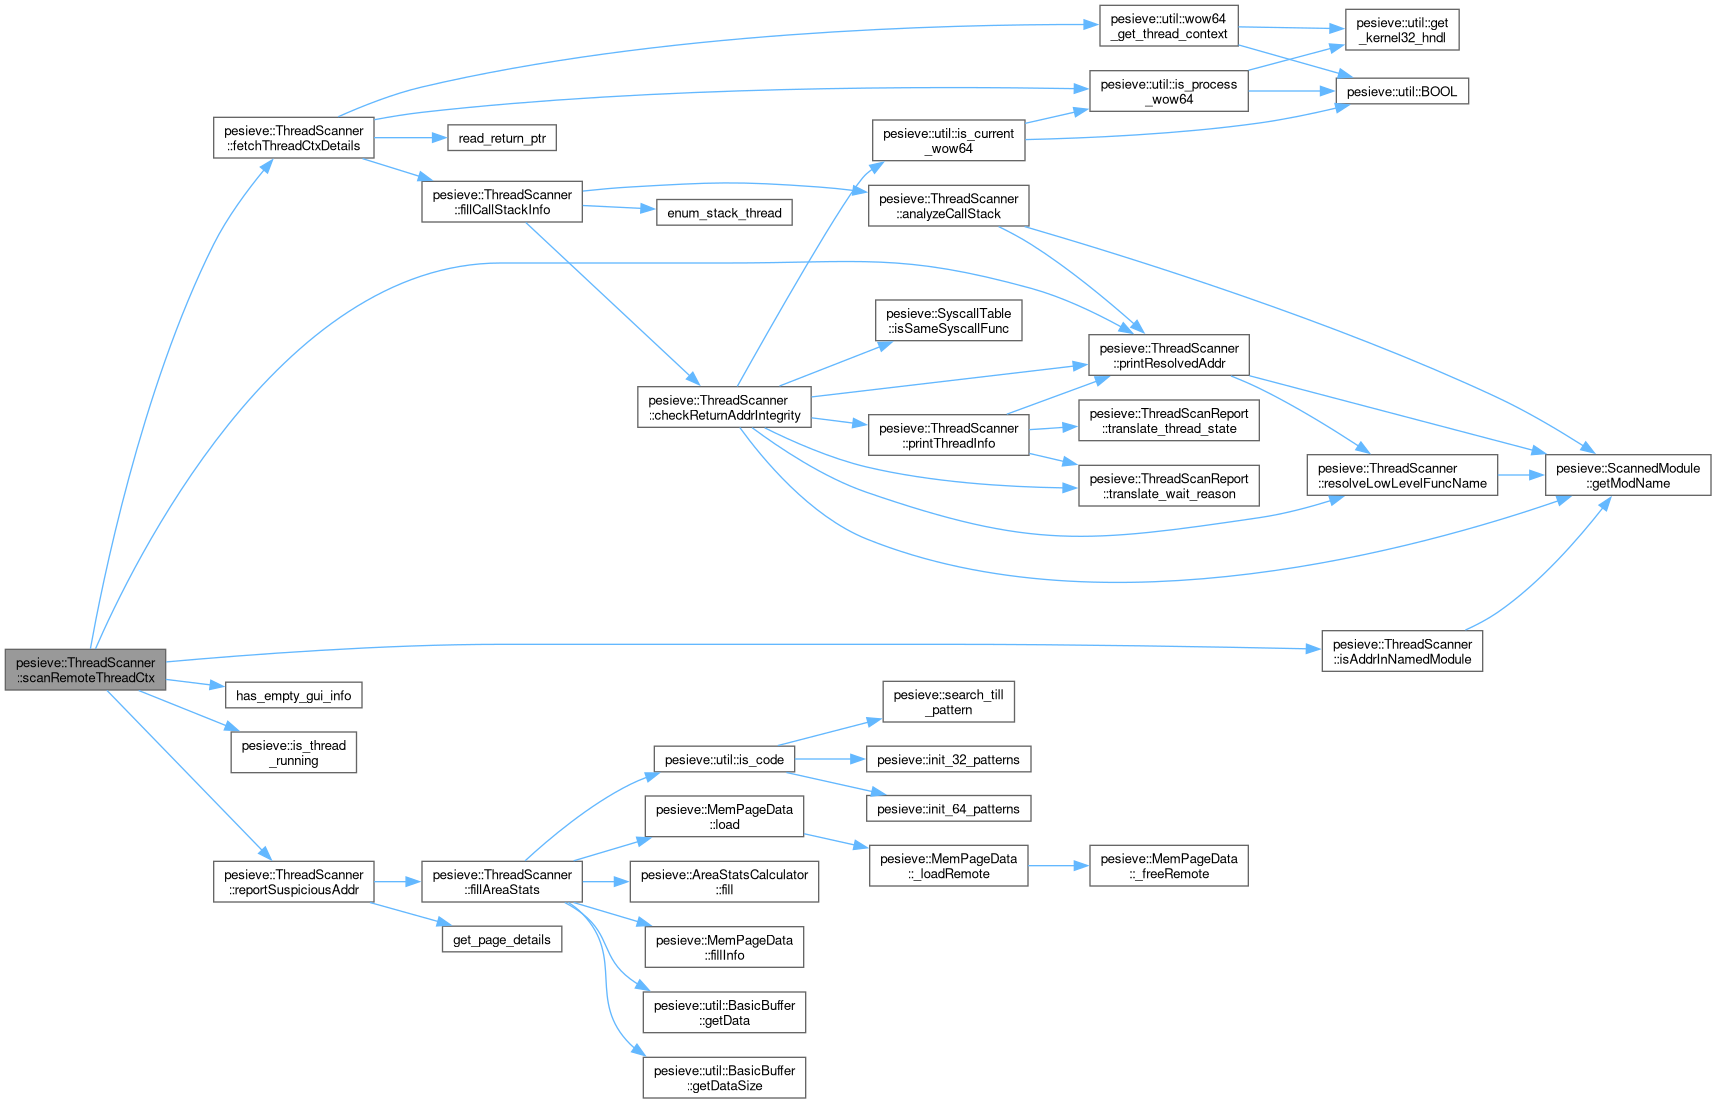 pesieve::ThreadScanner
::scanRemoteThreadCtx
pesieve::ThreadScanner
::fetchThreadCtxDetails
has_empty_gui_info
pesieve::is_thread
_running
pesieve::ThreadScanner
::reportSuspiciousAddr
read_return_ptr
pesieve::ThreadScanner
::fillCallStackInfo
pesieve::ThreadScanner
::fillAreaStats
get_page_details
enum_stack_thread
pesieve::ThreadScanner
::checkReturnAddrIntegrity
pesieve::util::is_code
pesieve::MemPageData
::load
pesieve::AreaStatsCalculator
::fill
pesieve::MemPageData
::fillInfo
pesieve::util::BasicBuffer
::getData
pesieve::util::BasicBuffer
::getDataSize
pesieve::util::is_current
_wow64
pesieve::ThreadScanner
::analyzeCallStack
pesieve::SyscallTable
::isSameSyscallFunc
pesieve::ThreadScanner
::printThreadInfo
pesieve::search_till
_pattern
pesieve::init_32_patterns
pesieve::init_64_patterns
pesieve::MemPageData
::_loadRemote
pesieve::util::wow64
_get_thread_context
pesieve::util::is_process
_wow64
pesieve::ThreadScanner
::printResolvedAddr
pesieve::ThreadScanReport
::translate_thread_state
pesieve::ThreadScanReport
::translate_wait_reason
pesieve::MemPageData
::_freeRemote
pesieve::util::get
_kernel32_hndl
pesieve::util::BOOL
pesieve::ThreadScanner
::resolveLowLevelFuncName
pesieve::ThreadScanner
::isAddrInNamedModule
pesieve::ScannedModule
::getModName